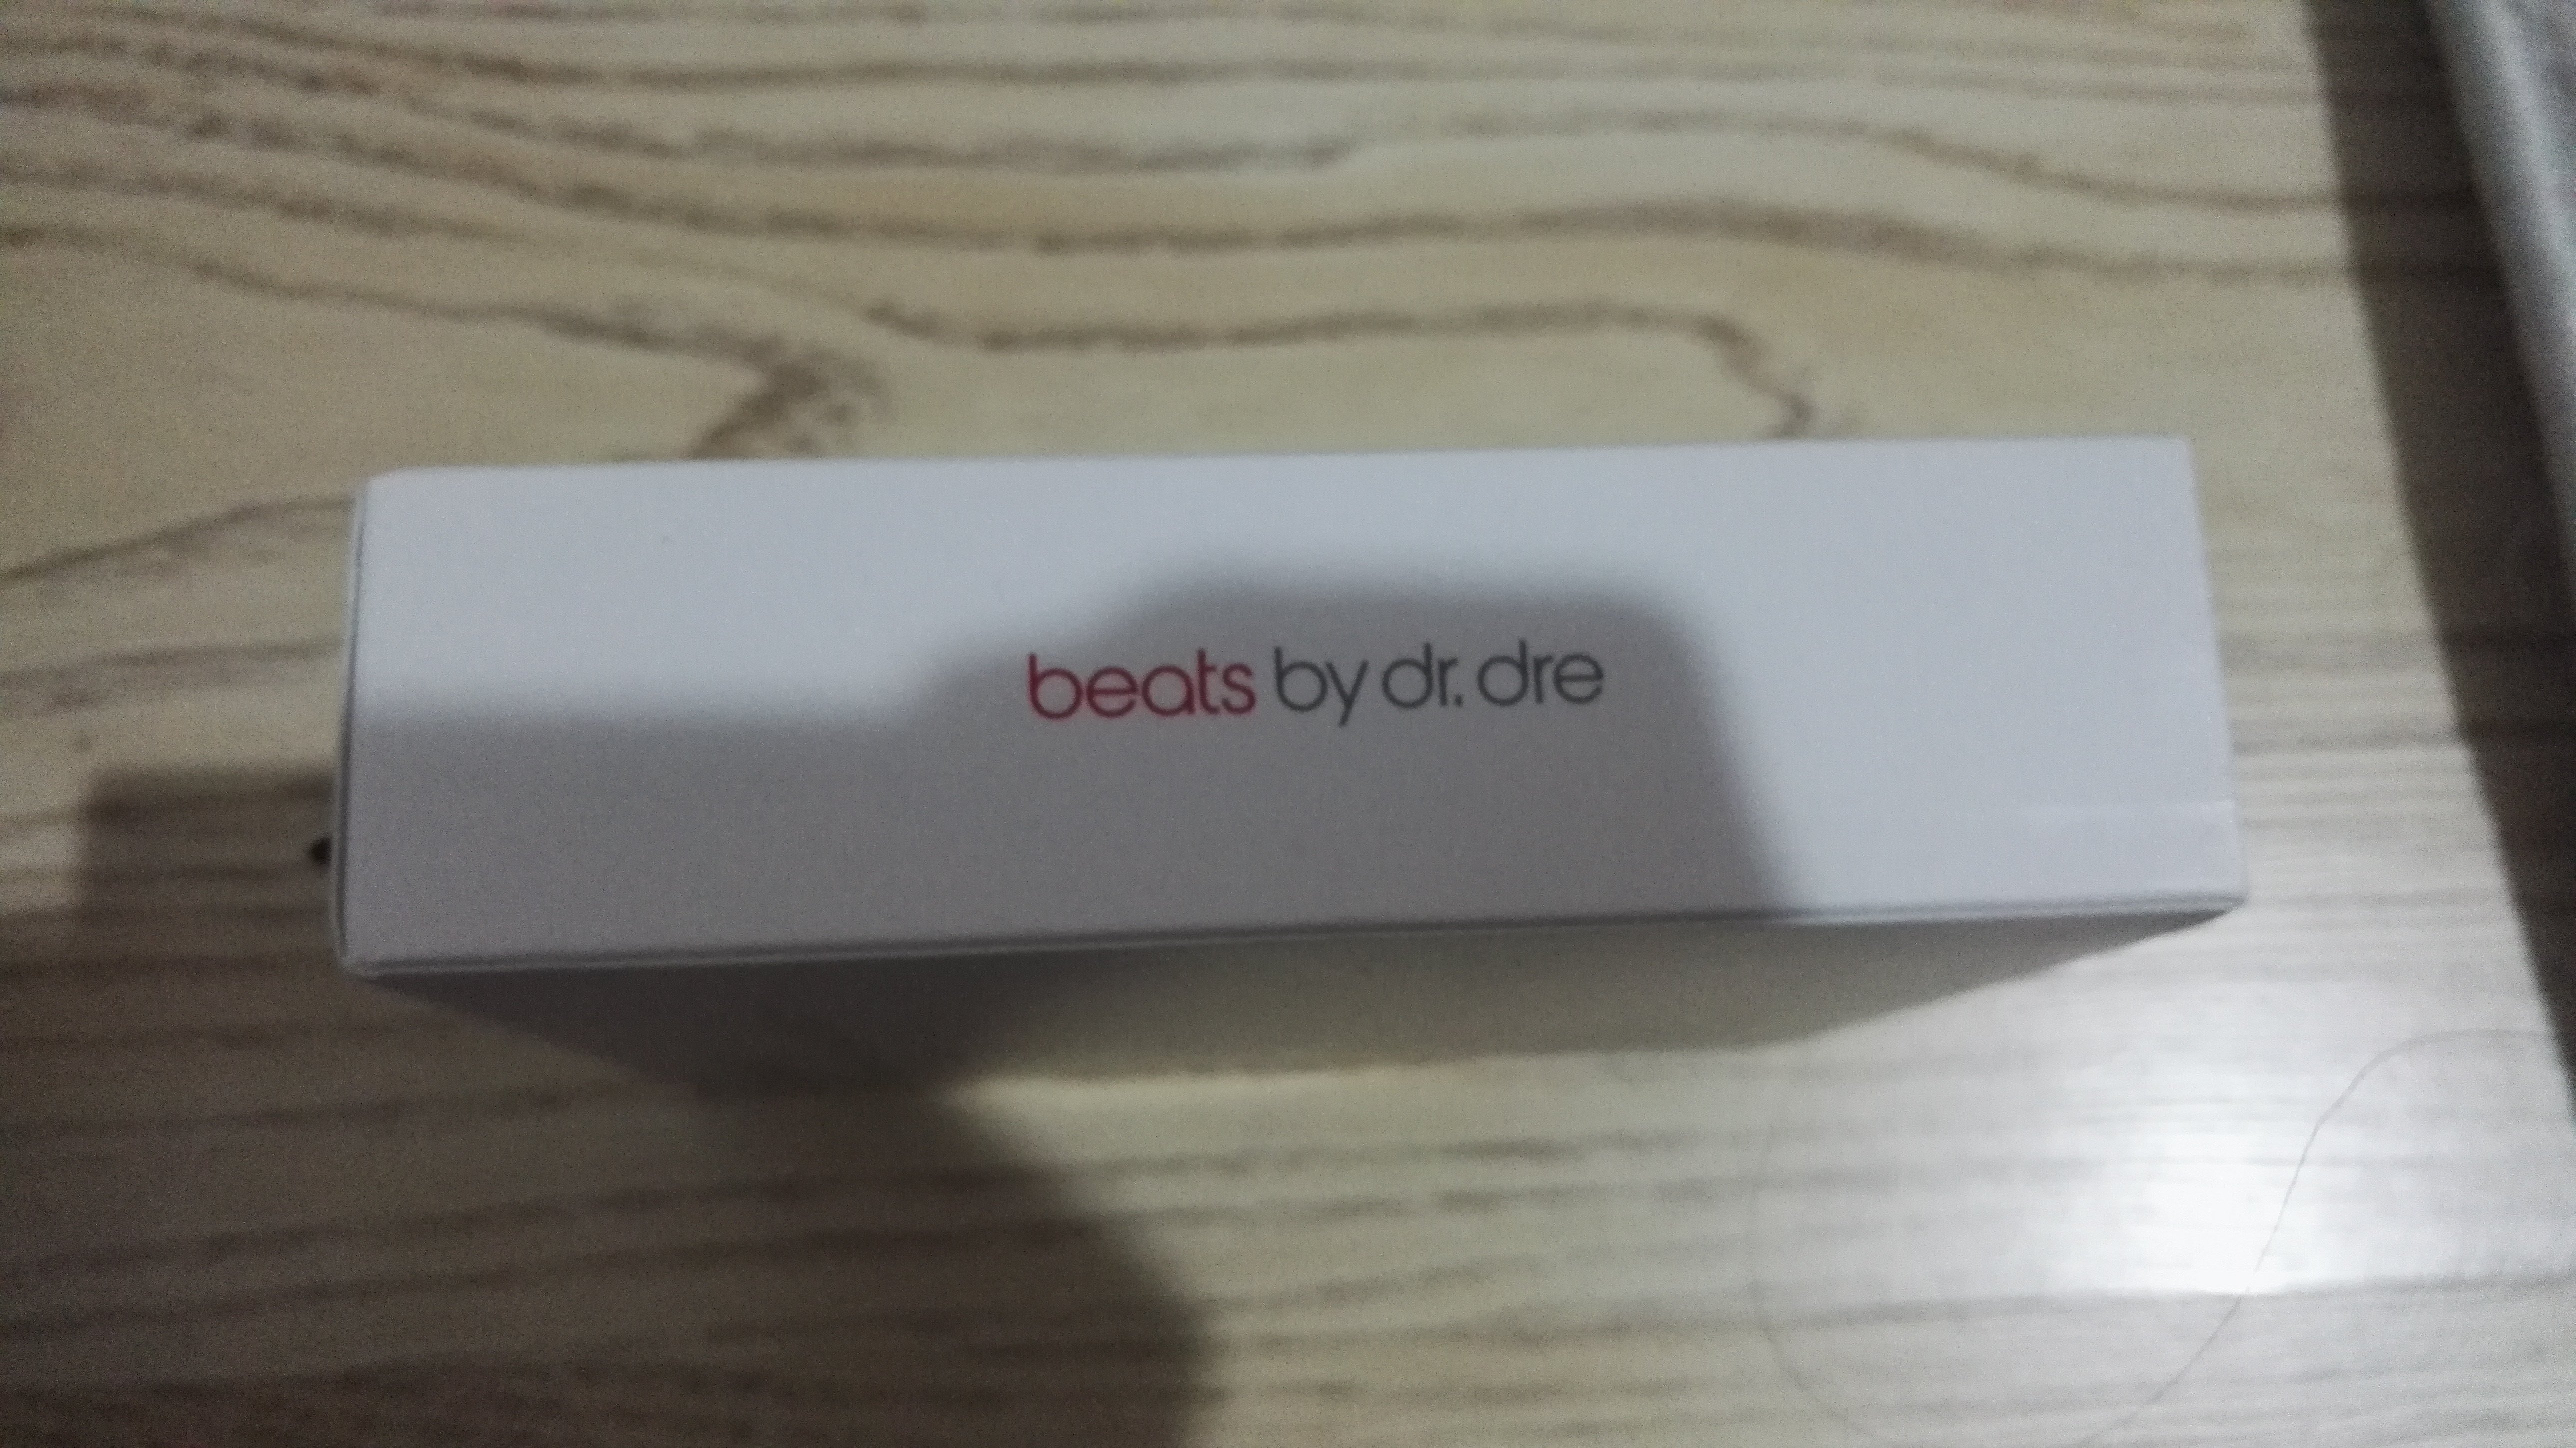 beats by dr. dre